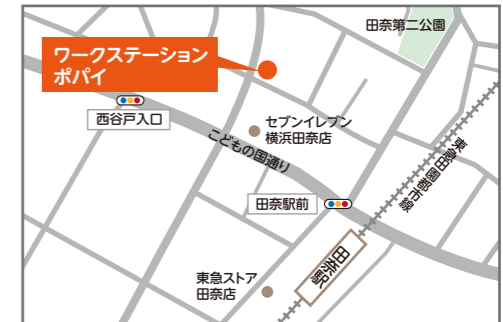 田奈第二公園
ワークステーション
ポパイ
西谷戸入口
セブンイレブン
横浜田奈店
こどもの国通り
東急田園都市線
田奈駅前
田奈駅
東急ストア
田奈店